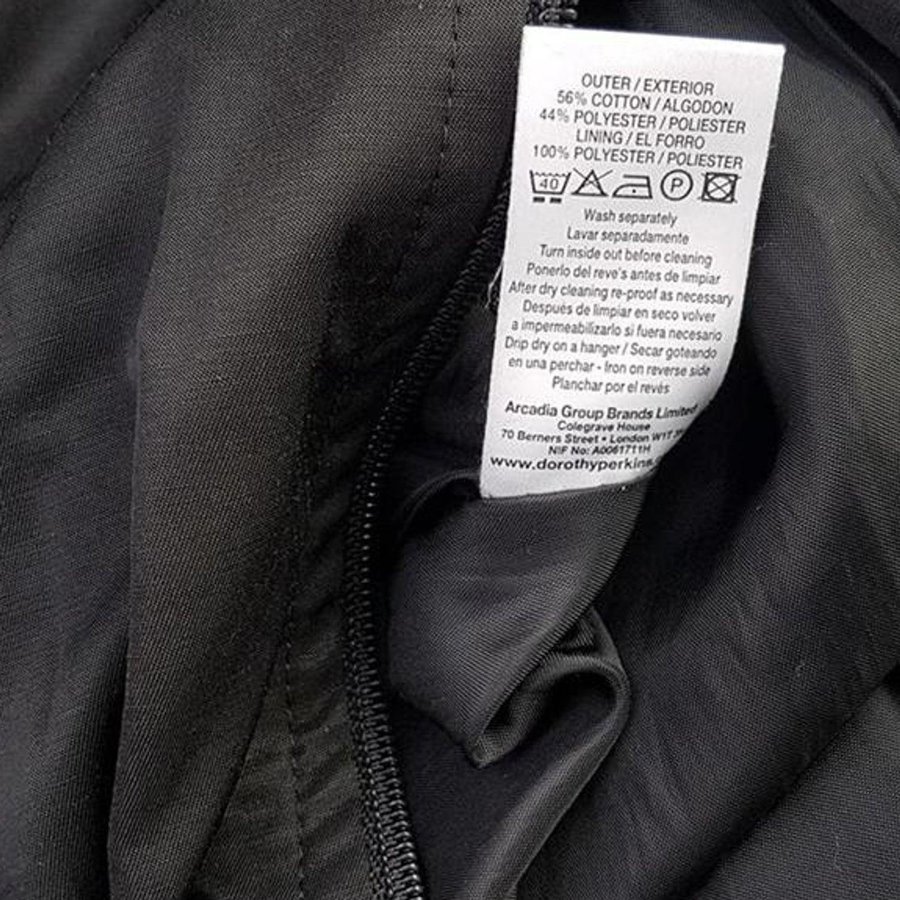 OUTER / EXTERIOR
56% COTTON / ALGODON
44% POLYESTER / POLIESTER
LINING / EL FORRO
100% POLYESTER / POLIESTER
40 P
Wash separately
Lavar separadamente
Turn inside out before cleaning
Ponerlo del reve's antes de limpiar
After dry cleaning re-proof as necessary
Después de limpiar en seco volver
a impermeabilizarlo si fuera necesario
Drip dry on a hanger / Secar goteando
en una perchar - Iron on reverse side
Planchar por el revés
Arcadia Group Brands Limited
Colegrave House
70 Berners Street • London W1T
NIF No: A0061711H
www.dorothyperkins